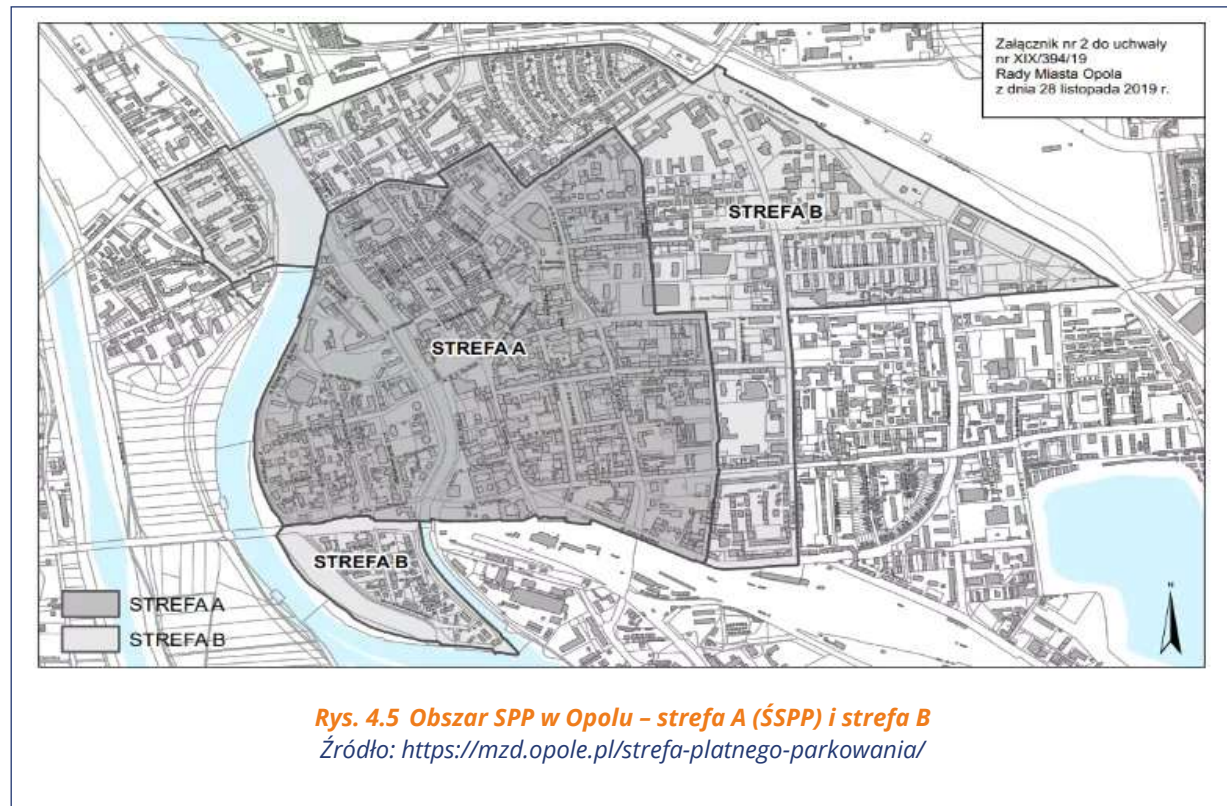 Załącznik nr 2 do uchwały
nr XIX/394/19
Rady Miasta Opola
z dnia 28 listopada 2019 r.
STREFA B
STREFA A
STREFA B
STREFA A
STREFA B
N
Rys. 4.5 Obszar SPP w Opolu – strefa A (ŚSPP) i strefa B
Źródło: https://mzd.opole.pl/strefa-platnego-parkowania/